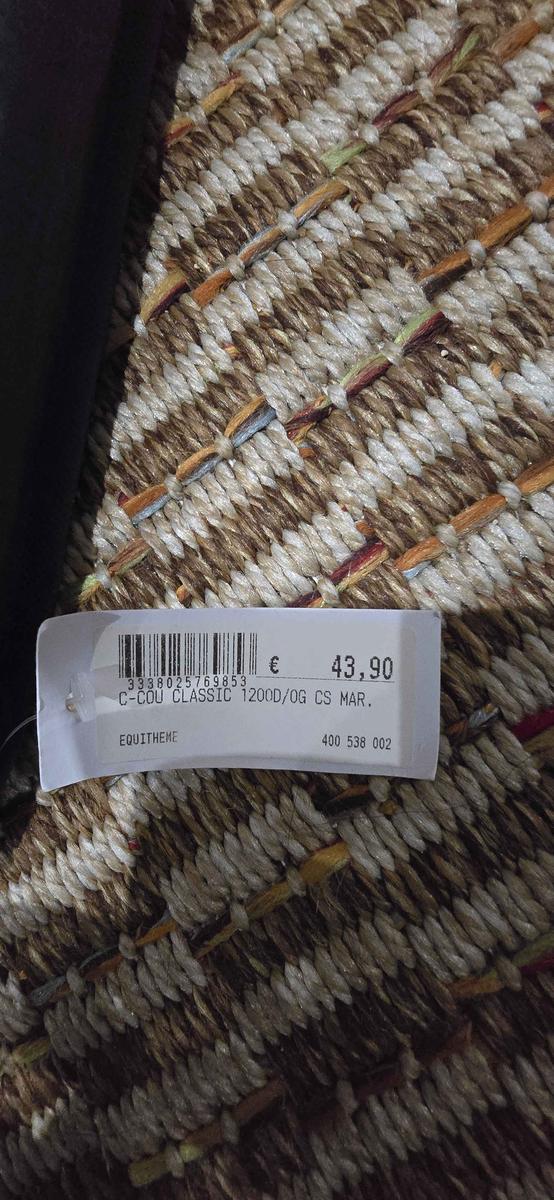 € 43,90
3338025769853
C-COU CLASSIC 1200D/0G CS MAR.
EQUITHEME 400 538 002